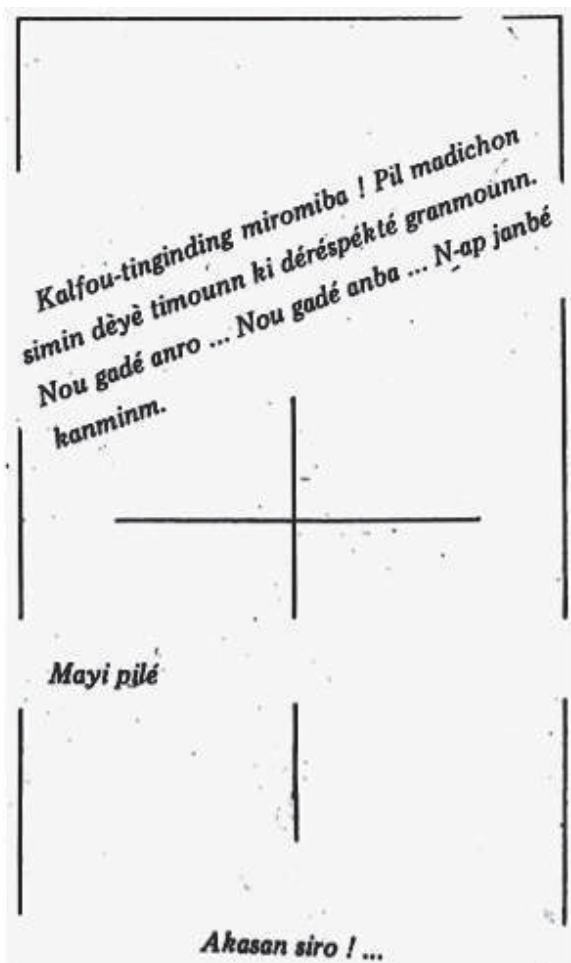 Kalfou-tinginding miromiba ! Pil madichon
simin dèyè timounn ki déréspékté granmounn.
Nou gadé anro ... Nou gadé anba ... N-ap janbé
kanminm.
Mayi pilé
Akasan siro ! ...